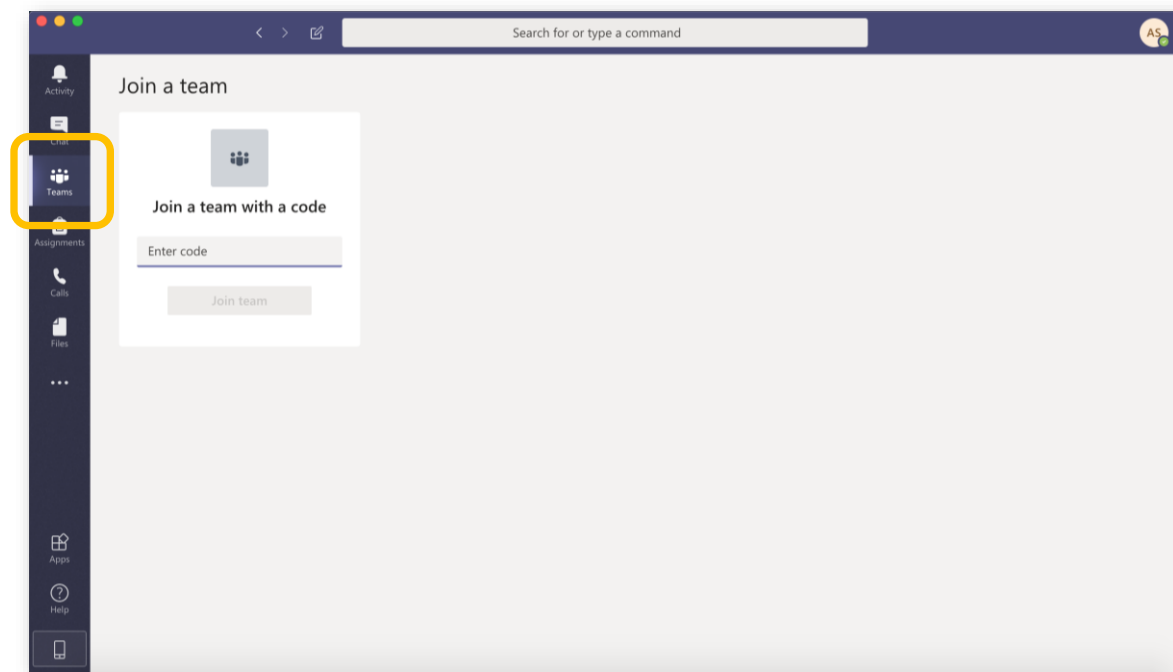 Search for or type a command
AS
Activity
Chat
Teams
Assignments
Calls
Files
Apps
Help
Join a team
Join a team with a code
Enter code
Join team